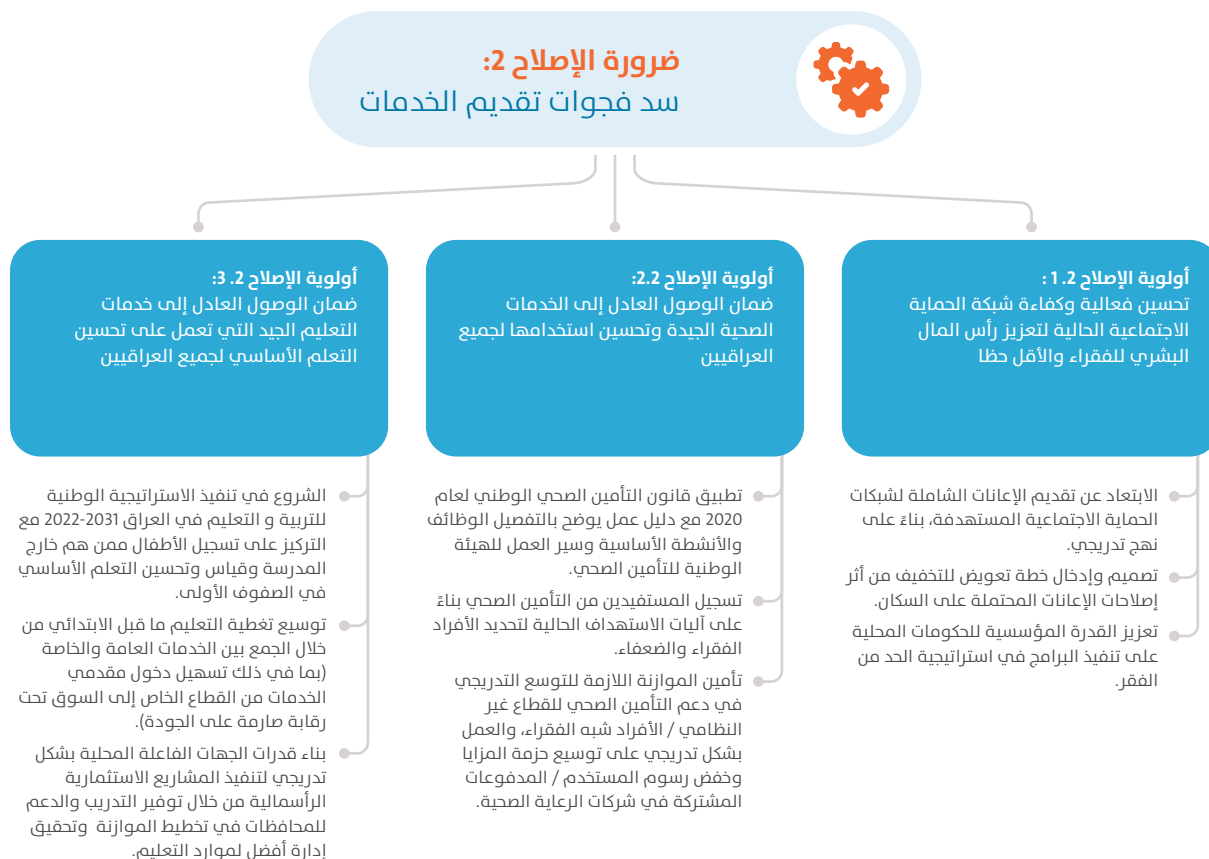 ضرورة الإصلاح 2:
سد فجوات تقديم الخدمات
أولوية الإصلاح 1.2 :
تحسين فعالية وكفاءة شبكة الحماية
الاجتماعية الحالية لتعزيز رأس المال
البشري للفقراء والأقل حظا
الابتعاد عن تقديم الإعانات الشاملة لشبكات
الحماية الاجتماعية المستهدفة، بناءً على
نهج تدريجي.
تصميم وإدخال خطة تعويض للتخفيف من أثر
إصلاحات الإعانات المحتملة على السكان.
تعزيز القدرة المؤسسية للحكومات المحلية
على تنفيذ البرامج في استراتيجية الحد من
الفقر.
أولوية الإصلاح 2.2:
ضمان الوصول العادل إلى الخدمات
الصحية الجيدة وتحسين استخدامها لجميع
العراقيين
تطبيق قانون التأمين الصحي الوطني لعام
2020 مع دليل عمل يوضح بالتفصيل الوظائف
والأنشطة الأساسية وسير العمل للهيئة
الوطنية للتأمين الصحي.
تسجيل المستفيدين من التأمين الصحي بناءً
على آليات الاستهداف الحالية لتحديد الأفراد
الفقراء والضعفاء.
تأمين الموازنة اللازمة للتوسع التدريجي
في دعم التأمين الصحي للقطاع غير
النظامي / الأفراد شبه الفقراء، والعمل
بشكل تدريجي على توسيع حزمة المزايا
وخفض رسوم المستخدم / المدفوعات
المشتركة في شركات الرعاية الصحية.
أولوية الإصلاح 2. 3:
ضمان الوصول العادل إلى خدمات
التعليم الجيد التي تعمل على تحسين
التعلم الأساسي لجميع العراقيين
الشروع في تنفيذ الاستراتيجية الوطنية
للتربية و التعليم في العراق 2031-2022 مع
التركيز على تسجيل الأطفال ممن هم خارج
المدرسة وقياس وتحسين التعلم الأساسي
في الصفوف الأولى.
توسيع تغطية التعليم ما قبل الابتدائي من
خلال الجمع بين الخدمات العامة والخاصة
(بما في ذلك تسهيل دخول مقدمي
الخدمات من القطاع الخاص إلى السوق تحت
رقابة صارمة على الجودة).
بناء قدرات الجهات الفاعلة المحلية بشكل
تدريجي لتنفيذ المشاريع الاستثمارية
الرأسمالية من خلال توفير التدريب والدعم
للمحافظات في تخطيط الموازنة وتحقيق
إدارة أفضل لموارد التعليم.